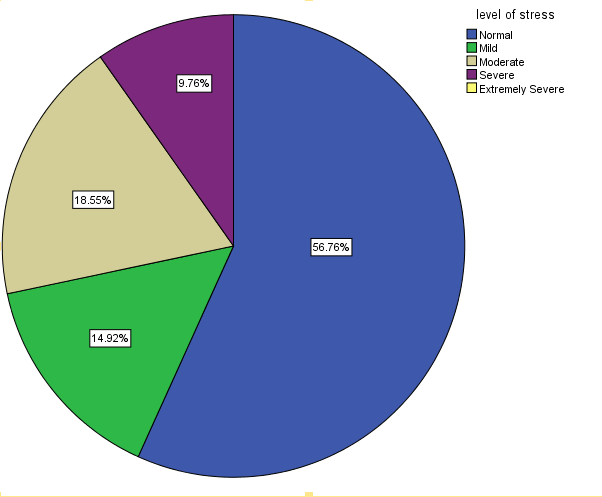 level of stress
Normal
Mild
Moderate
Severe
Extremely Severe
9.76%
18.55%
56.76%
14.92%